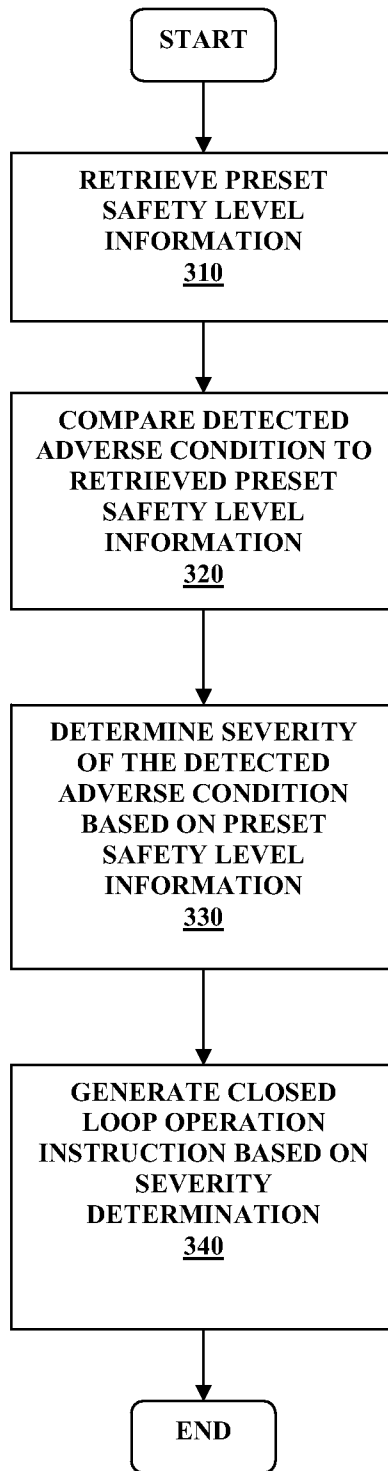 START
RETRIEVE PRESET
SAFETY LEVEL
INFORMATION
310
COMPARE DETECTED
ADVERSE CONDITION TO
RETRIEVED PRESET
SAFETY LEVEL
INFORMATION
320
DETERMINE SEVERITY
OF THE DETECTED
ADVERSE CONDITION
BASED ON PRESET
SAFETY LEVEL
INFORMATION
330
GENERATE CLOSED
LOOP OPERATION
INSTRUCTION BASED ON
SEVERITY
DETERMINATION
340
END